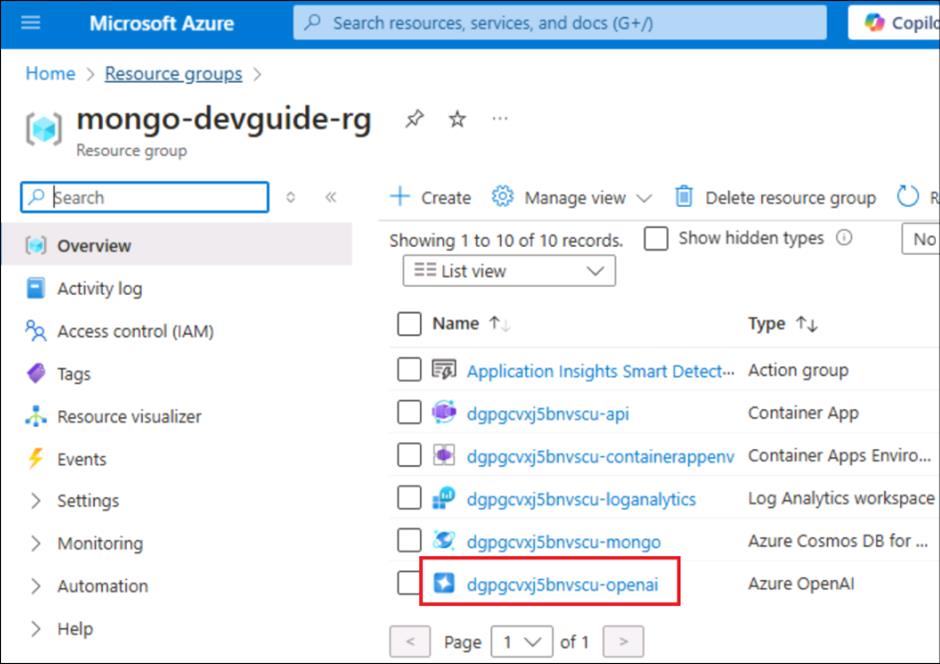 Microsoft Azure
Search resources, services, and docs (G+/)
Copilo
Home > Resource groups >
mongo-devguide-rg
Resource group
Search
Create
Manage view
Delete resource group
R
Overview
Activity log
Access control (IAM)
Tags
Resource visualizer
Events
Settings
Monitoring
Automation
Help
Showing 1 to 10 of 10 records.
Show hidden types
No
List view
Name Type
Application Insights Smart Detect... Action group
dgpgcvxj5bnvscu-api Container App
dgpgcvxj5bnvscu-containerappenv Container Apps Enviro...
dgpgcvxj5bnvscu-loganalytics Log Analytics workspace
dgpgcvxj5bnvscu-mongo Azure Cosmos DB for ...
dgpgcvxj5bnvscu-openai Azure OpenAI
< Page 1 of 1 >